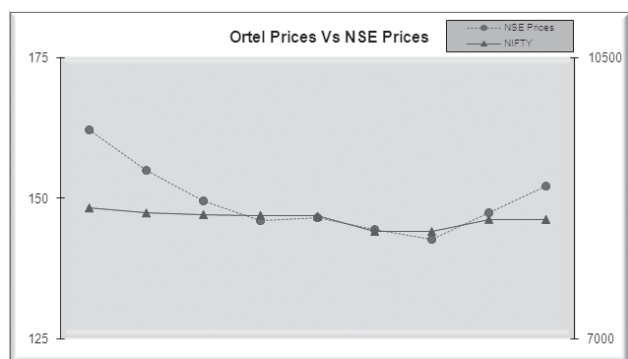 Ortel Prices Vs NSE Prices
NSE Prices
NIFTY
175
10500
150
125
7000